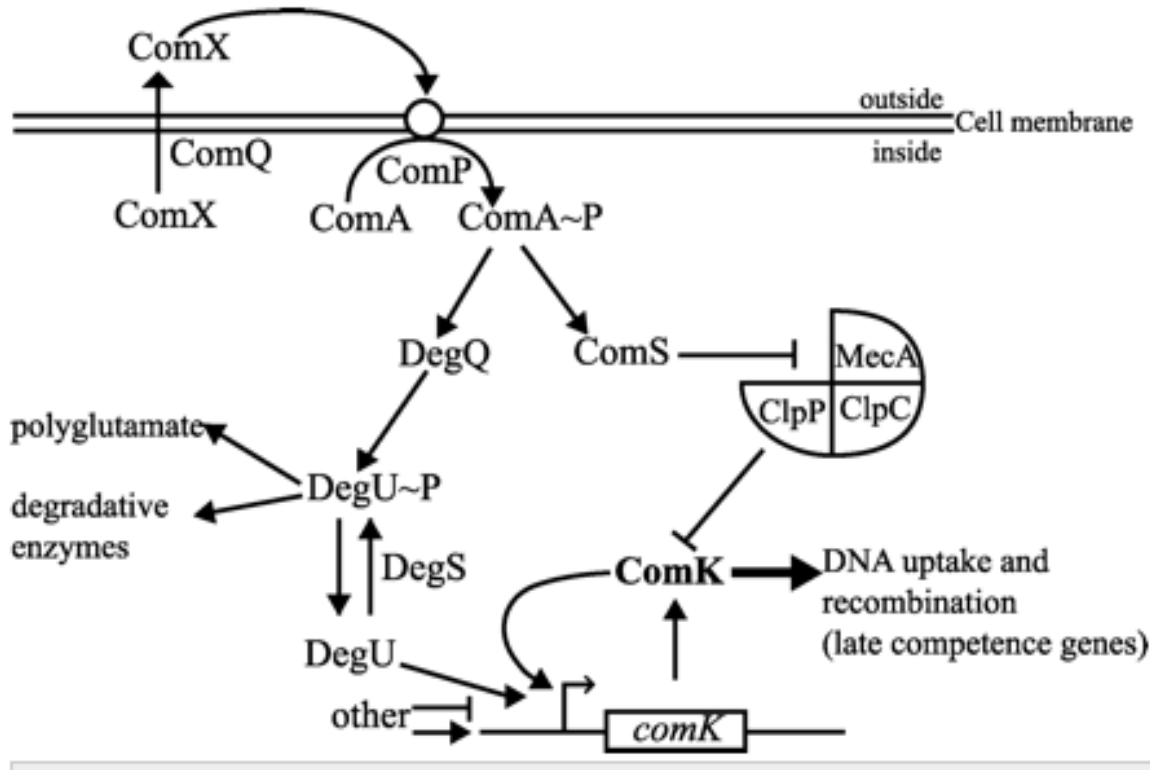 ComX
outside
Cell membrane
inside
ComQ
ComP
ComX
ComA
ComA~P
DegQ
ComS
MecA
ClpP
ClpC
polyglutamate
DegU~P
degradative
enzymes
DegS
ComK
DNA uptake and
recombination
(late competence genes)
DegU
other
comK